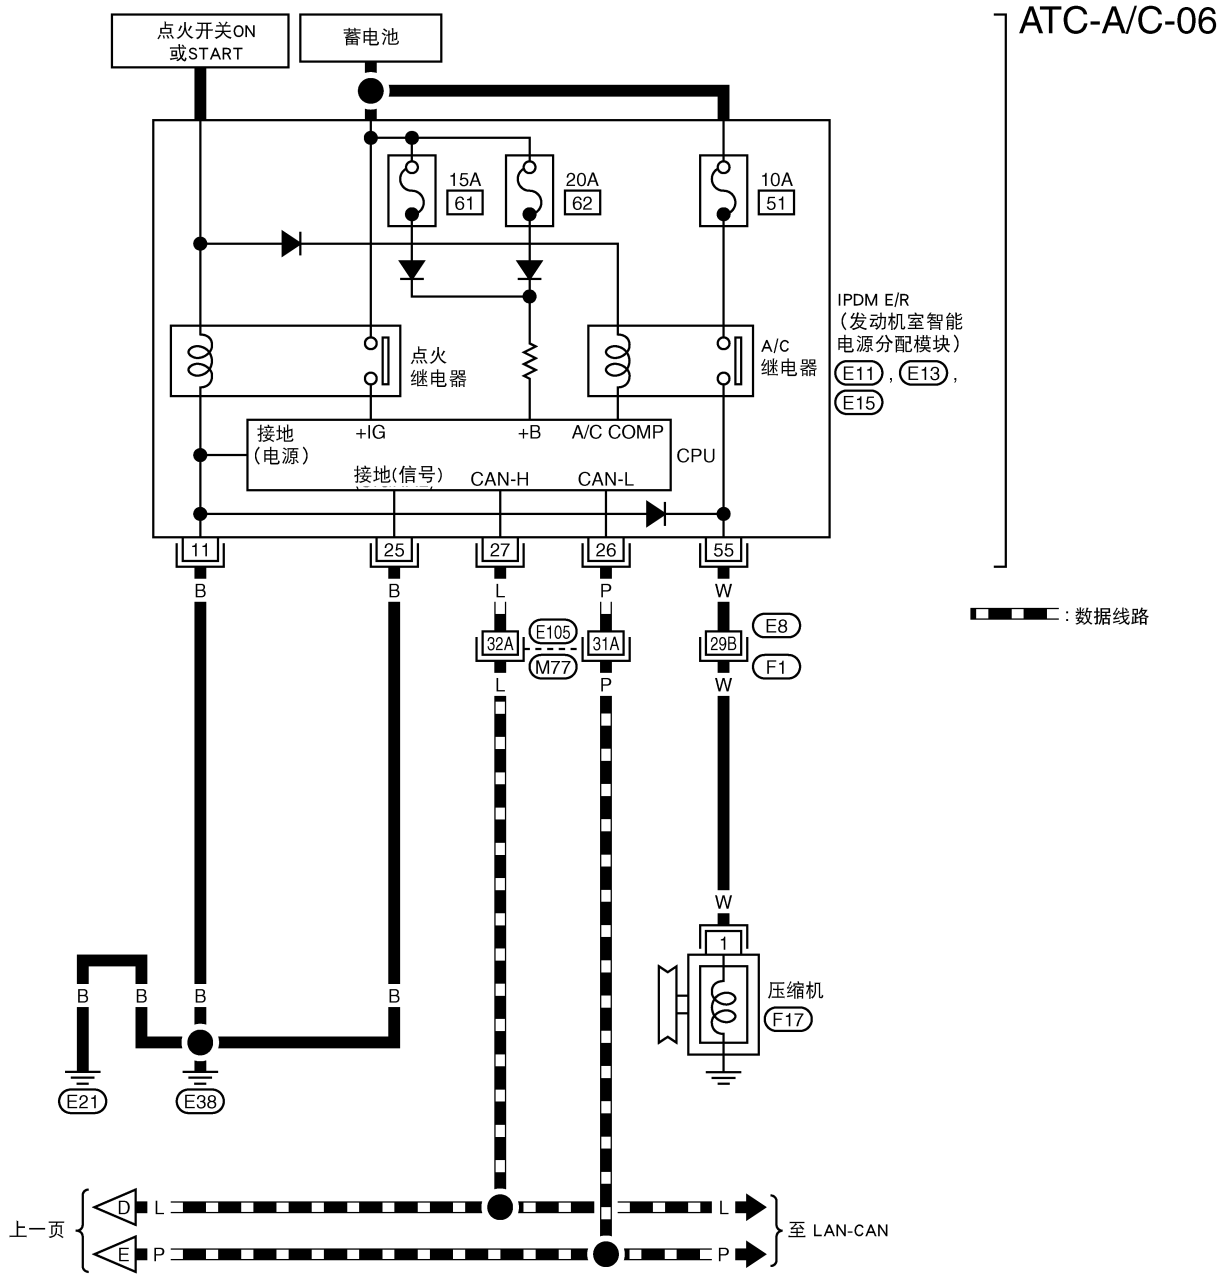 ATC-A/C-06
点火开关ON
或START
蓄电池
15A
61
20A
62
10A
51
IPDM E/R
(发动机室智能
电源分配模块)
E11 , E13 ,
E15
点火
继电器
A/C
继电器
接地
(电源)
+IG
+B
A/C COMP
CPU
接地(信号)
CAN-H
CAN-L
11
25
27
26
55
B
B
L
P
W
: 数据线路
32A
E105
M77
31A
29B
E8
F1
L
P
W
W
1
压缩机
F17
B
B
B
B
E21
E38
上一页
D
L
L
E
P
P
至 LAN-CAN